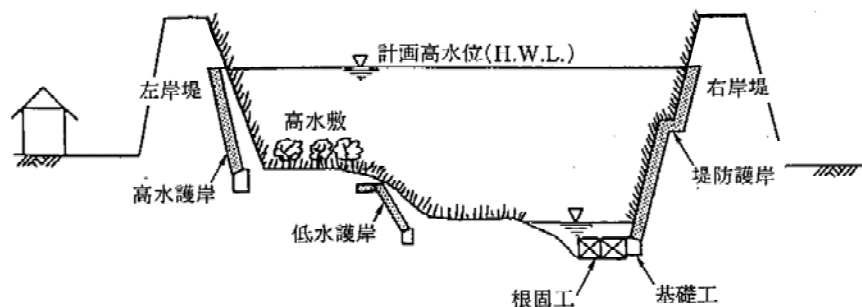 計画高水位(H.W.L.)
左岸堤
右岸堤
高水敷
堤防護岸
高水護岸
低水護岸
根固工
基礎工